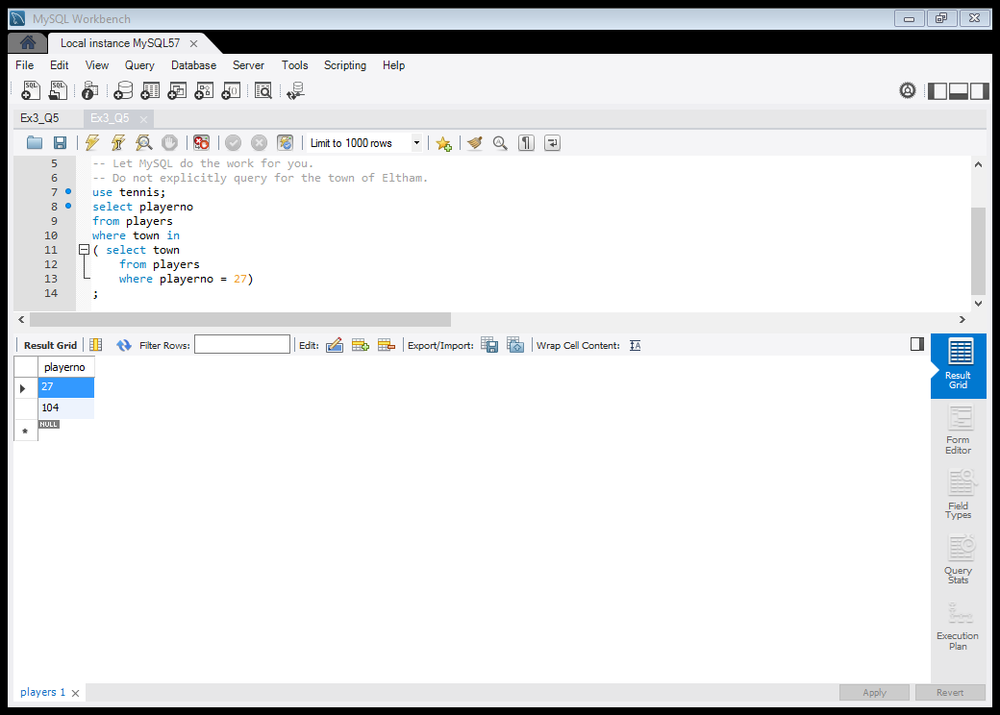 MySQL Workbench
Local instance MySQL57
File Edit View Query Database Server Tools Scripting Help
Ex3_Q5 Ex3_Q5
Limit to 1000 rows
5 -- Let MySQL do the work for you.
6 -- Do not explicitly query for the town of Eltham.
7 use tennis;
8 select playerno
9 from players
10 where town in
11 ( select town
12 from players
13 where playerno = 27)
14 ;
Result Grid Filter Rows: Edit: Export/Import: Wrap Cell Content: IA
playerno
27
104
NULL
Result
Grid
Form
Editor
Field
Types
Query
Stats
Execution
Plan
players 1
Apply Revert